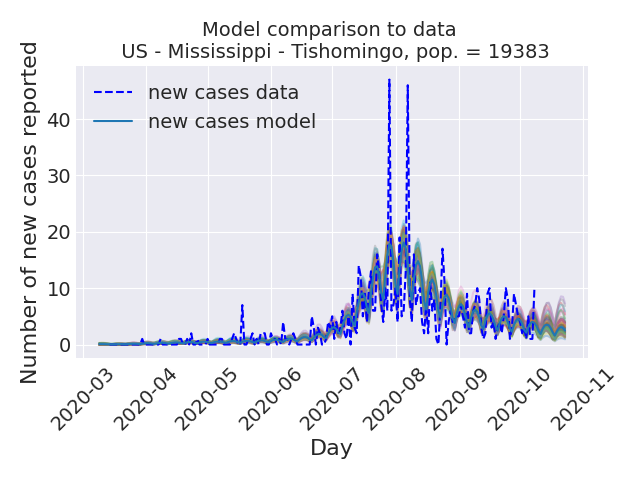 Model comparison to data
US - Mississippi - Tishomingo, pop. = 19383
Number of new cases reported
new cases data
new cases model
40
30
20
10
0
2020-03
2020-04
2020-05
2020-06
2020-07
2020-08
2020-09
2020-10
2020-11
Day